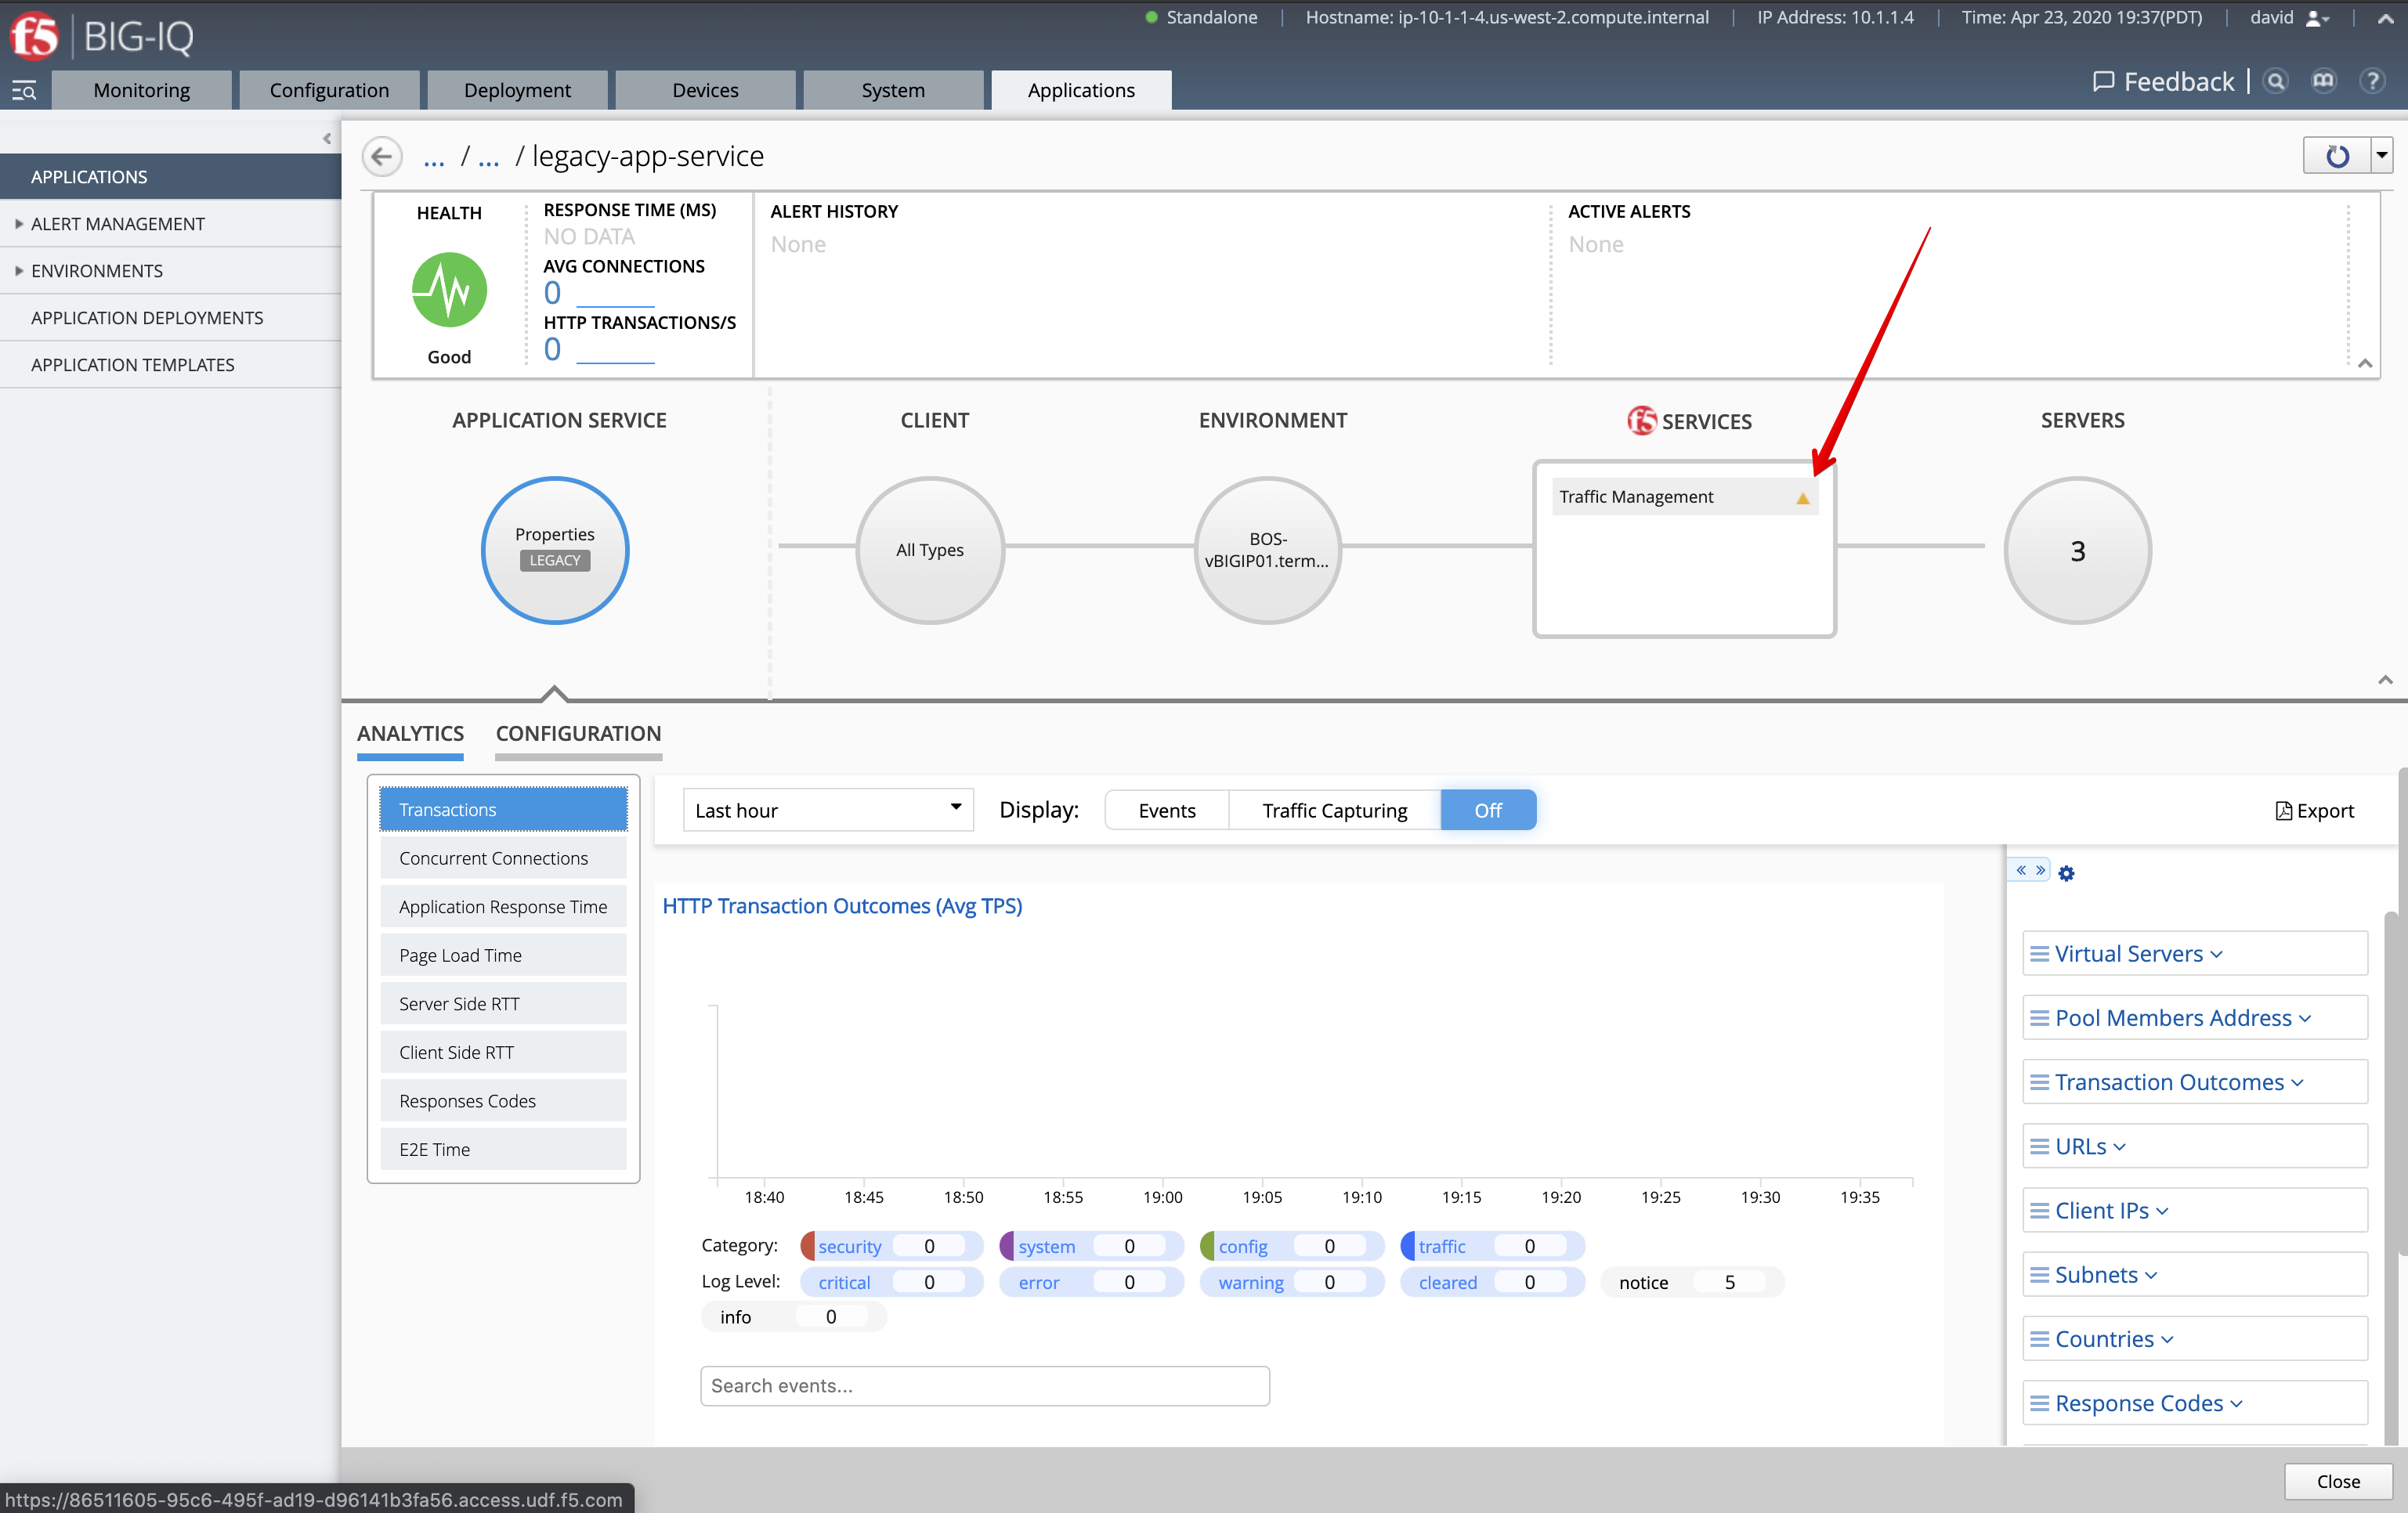 Standalone | Hostname: ip-10-1-1-4.us-west-2.compute.internal | IP Address: 10.1.1.4 | Time: Apr 23, 2020 19:37(PDT) | david
f5 BIG-IQ
Monitoring Configuration Deployment Devices System Applications Feedback | ?
... / ... / legacy-app-service
APPLICATIONS
ALERT MANAGEMENT
ENVIRONMENTS
APPLICATION DEPLOYMENTS
APPLICATION TEMPLATES
HEALTH
Good
RESPONSE TIME (MS)
NO DATA
AVG CONNECTIONS
0
HTTP TRANSACTIONS/S
0
ALERT HISTORY
None
ACTIVE ALERTS
None
APPLICATION SERVICE CLIENT ENVIRONMENT f5 SERVICES SERVERS
Properties
LEGACY
All Types
BOS-
vBIGIP01.term...
Traffic Management
3
ANALYTICS CONFIGURATION
Transactions
Concurrent Connections
Application Response Time
Page Load Time
Server Side RTT
Client Side RTT
Responses Codes
E2E Time
Last hour Display: Events Traffic Capturing Off Export
HTTP Transaction Outcomes (Avg TPS)
18:40 18:45 18:50 18:55 19:00 19:05 19:10 19:15 19:20 19:25 19:30 19:35
Category: security 0 system 0 config 0 traffic 0
Log Level: critical 0 error 0 warning 0 cleared 0 notice 5
info 0
Search events...
« »
Virtual Servers
Pool Members Address
Transaction Outcomes
URLs
Client IPs
Subnets
Countries
Response Codes
Close
https://86511605-95c6-495f-ad19-d96141b3fa56.access.udf.f5.com